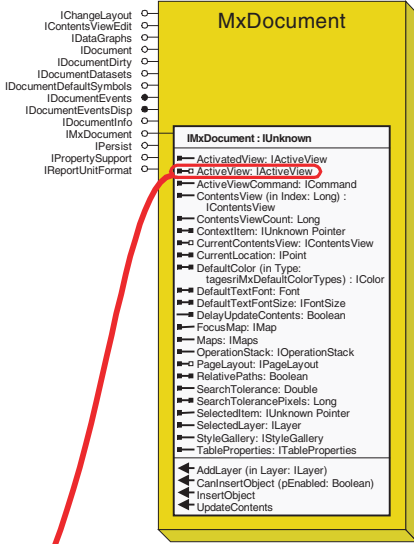 MxDocument
IChangeLayout
IContentsViewEdit
IDataGraphs
IDocument
IDocumentDirty
IDocumentDatasets
IDocumentDefaultSymbols
IDocumentEvents
IDocumentEventsDisp
IDocumentInfo
IMxDocument
IPersist
IPropertySupport
IReportUnitFormat
IMxDocument : IUnknown
ActivatedView: IActiveView
ActiveView: IActiveView
ActiveViewCommand: ICommand
ContentsView (in Index: Long) :
IContentsView
ContentsViewCount: Long
ContextItem: IUnknown Pointer
CurrentContentsView: IContentsView
CurrentLocation: IPoint
DefaultColor (in Type:
tagesriMxDefaultColorTypes) : IColor
DefaultTextFont: Font
DefaultTextFontSize: IFontSize
DelayUpdateContents: Boolean
FocusMap: IMap
Maps: IMaps
OperationStack: IOperationStack
PageLayout: IPageLayout
RelativePaths: Boolean
SearchTolerance: Double
SearchTolerancePixels: Long
SelectedItem: IUnknown Pointer
SelectedLayer: ILayer
StyleGallery: IStyleGallery
TableProperties: ITableProperties
AddLayer (in Layer: ILayer)
CanInsertObject (pEnabled: Boolean)
InsertObject
UpdateContents